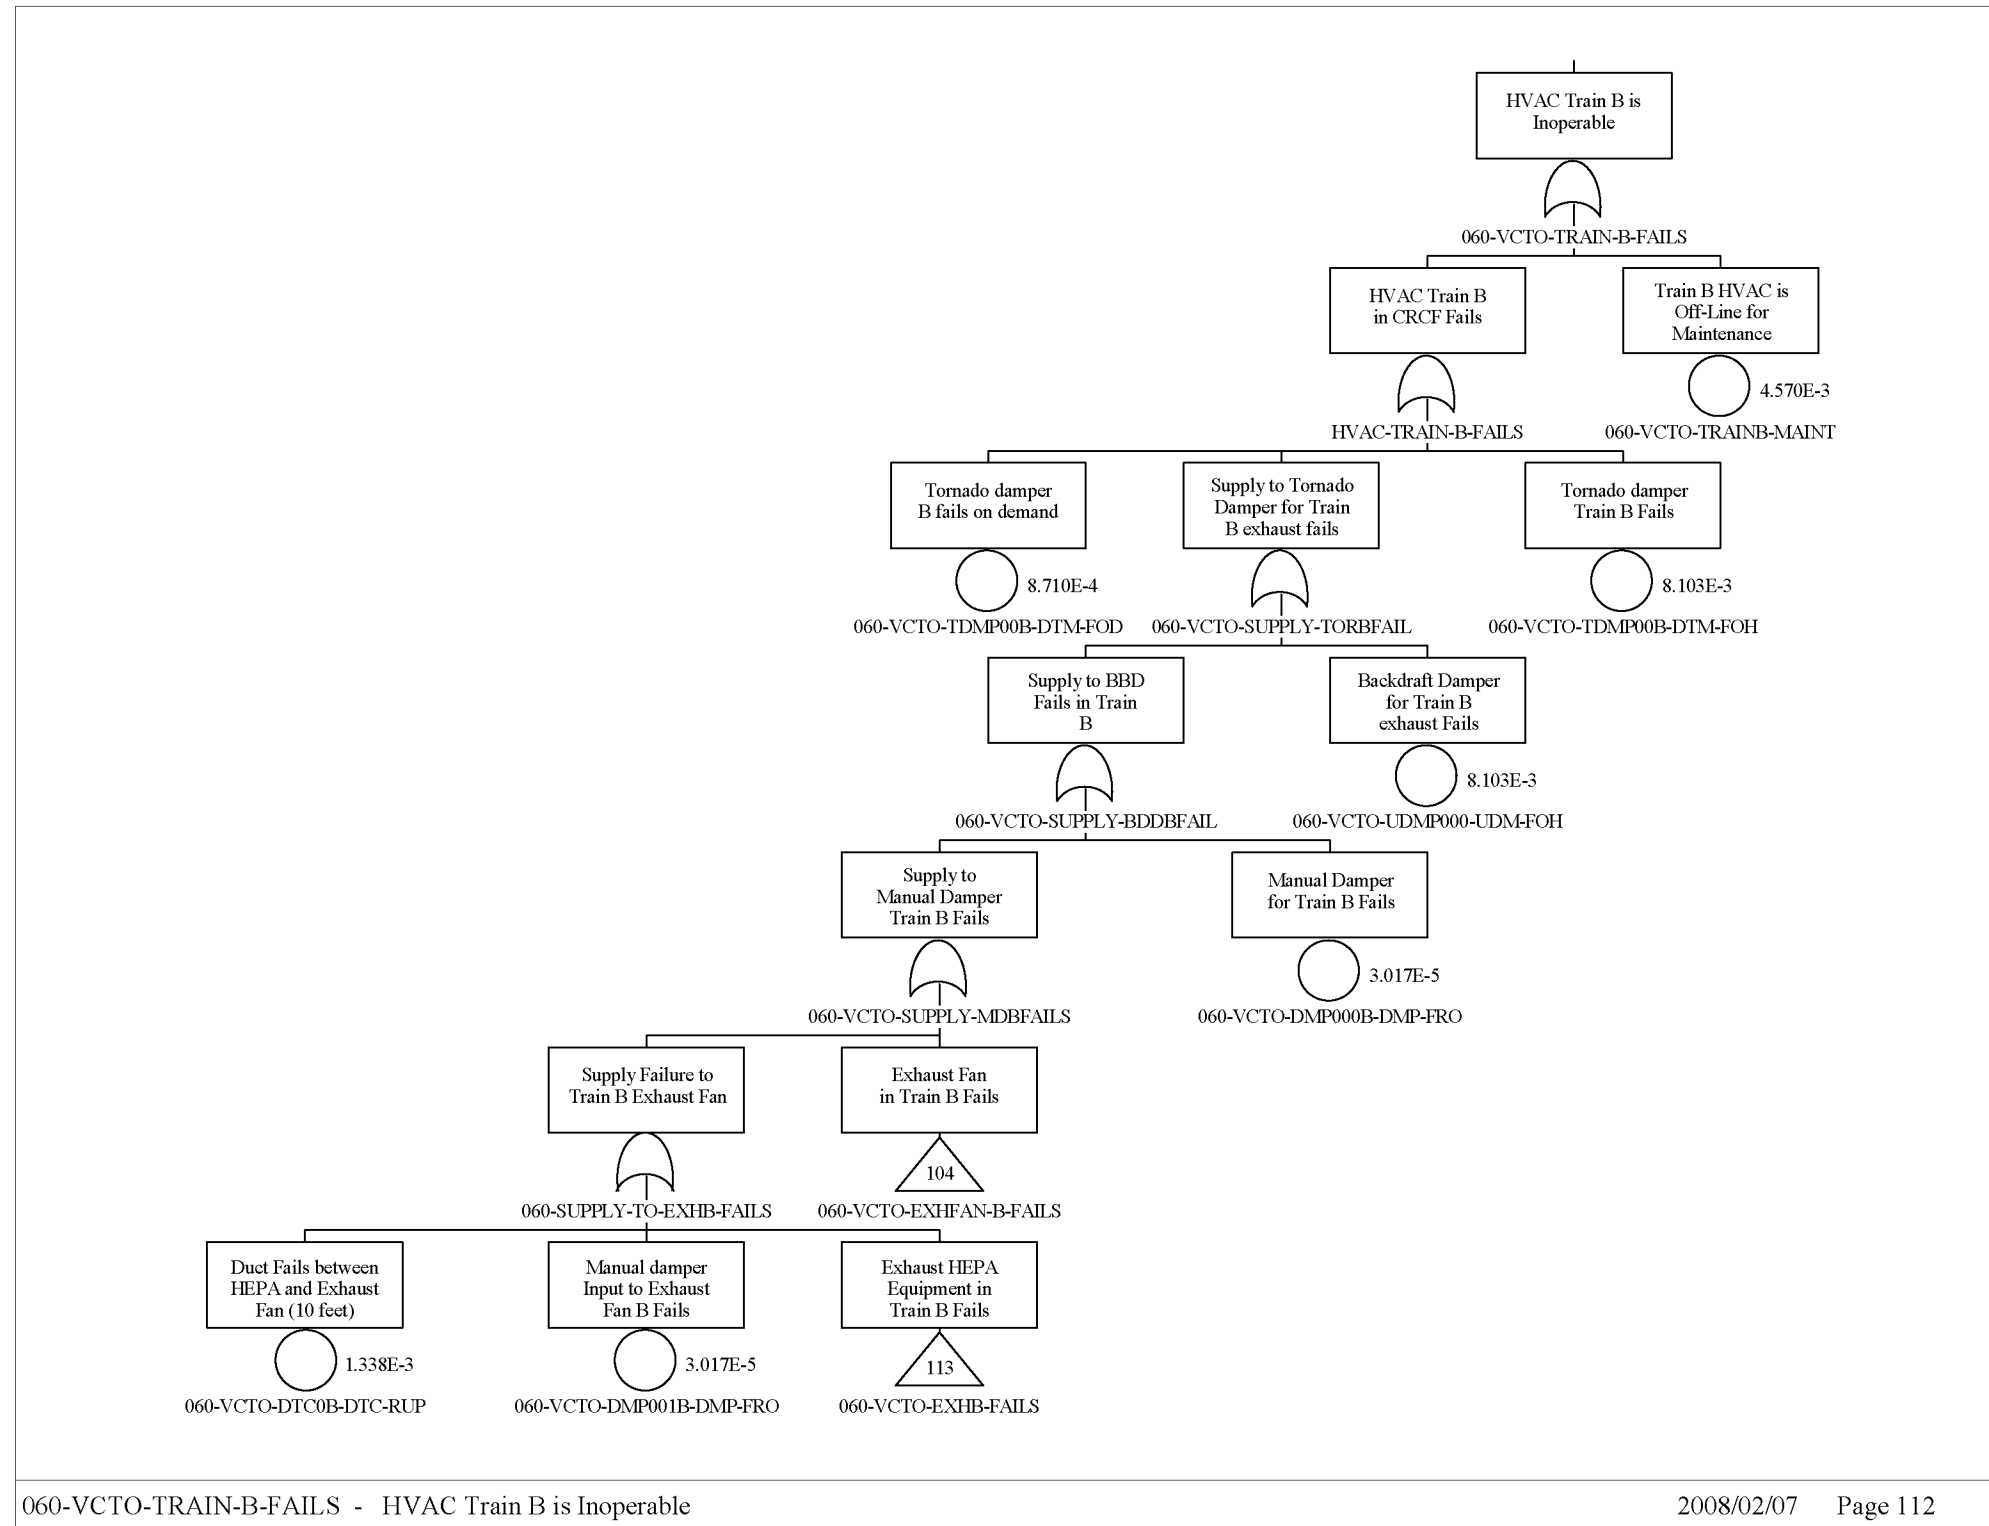 HVAC Train B is
Inoperable
060-VCTO-TRAIN-B-FAILS
HVAC Train B
in CRCF Fails
HVAC-TRAIN-B-FAILS
Train B HVAC is
Off-Line for
Maintenance
4.570E-3
060-VCTO-TRAINB-MAINT
Tornado damper
B fails on demand
8.710E-4
060-VCTO-TDMP00B-DTM-FOD
Supply to Tornado
Damper for Train
B exhaust fails
060-VCTO-SUPPLY-TORBFAIL
Tornado damper
Train B Fails
8.103E-3
060-VCTO-TDMP00B-DTM-FOH
Supply to BBD
Fails in Train
B
060-VCTO-SUPPLY-BDDBFAIL
Backdraft Damper
for Train B
exhaust Fails
8.103E-3
060-VCTO-UDMP000-UDM-FOH
Supply to
Manual Damper
Train B Fails
060-VCTO-SUPPLY-MDBFAILS
Manual Damper
for Train B Fails
3.017E-5
060-VCTO-DMP000B-DMP-FRO
Supply Failure to
Train B Exhaust Fan
060-SUPPLY-TO-EXHB-FAILS
Exhaust Fan
in Train B Fails
104
060-VCTO-EXHFAN-B-FAILS
Duct Fails between
HEPA and Exhaust
Fan (10 feet)
1.338E-3
060-VCTO-DTC0B-DTC-RUP
Manual damper
Input to Exhaust
Fan B Fails
3.017E-5
060-VCTO-DMP001B-DMP-FRO
Exhaust HEPA
Equipment in
Train B Fails
113
060-VCTO-EXHB-FAILS
060-VCTO-TRAIN-B-FAILS - HVAC Train B is Inoperable
2008/02/07 Page 112